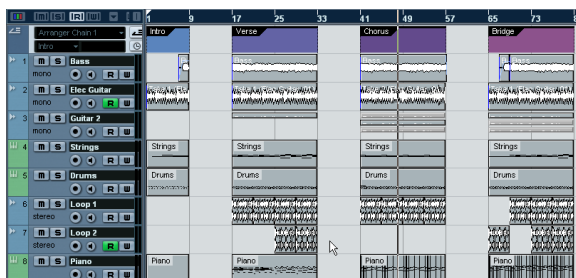 m S R W
1 9 17 25 33 41 49 57 65 73 8
Arranger Chain 1
Intro
Intro Verse Chorus Bridge
1 m S Bass
mono R W
Bass Bass Bass
2 m S Elec Guitar
mono R W
3 m S Guitar 2
mono R W
4 m S Strings
R W
Strings Strings Strings Strings
5 m S Drums
R W
Drums Drums Drums Drums
6 m S Loop 1
stereo R W
7 m S Loop 2
stereo R W
8 m S Piano
R W
Piano Piano Piano Piano